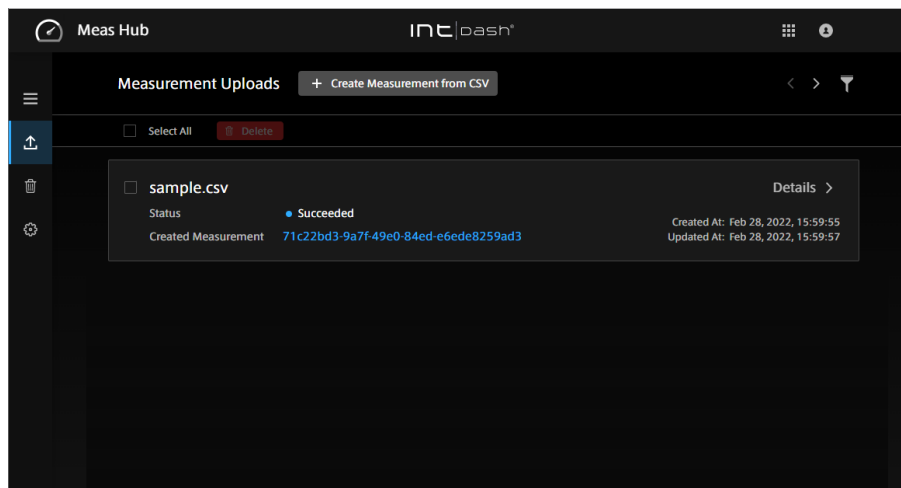 Meas Hub
intdash®
Measurement Uploads
+ Create Measurement from CSV
Select All
Delete
sample.csv
Details >
Status
Succeeded
Created At: Feb 28, 2022, 15:59:55
Created Measurement
71c22bd3-9a7f-49e0-84ed-e6ede8259ad3
Updated At: Feb 28, 2022, 15:59:57